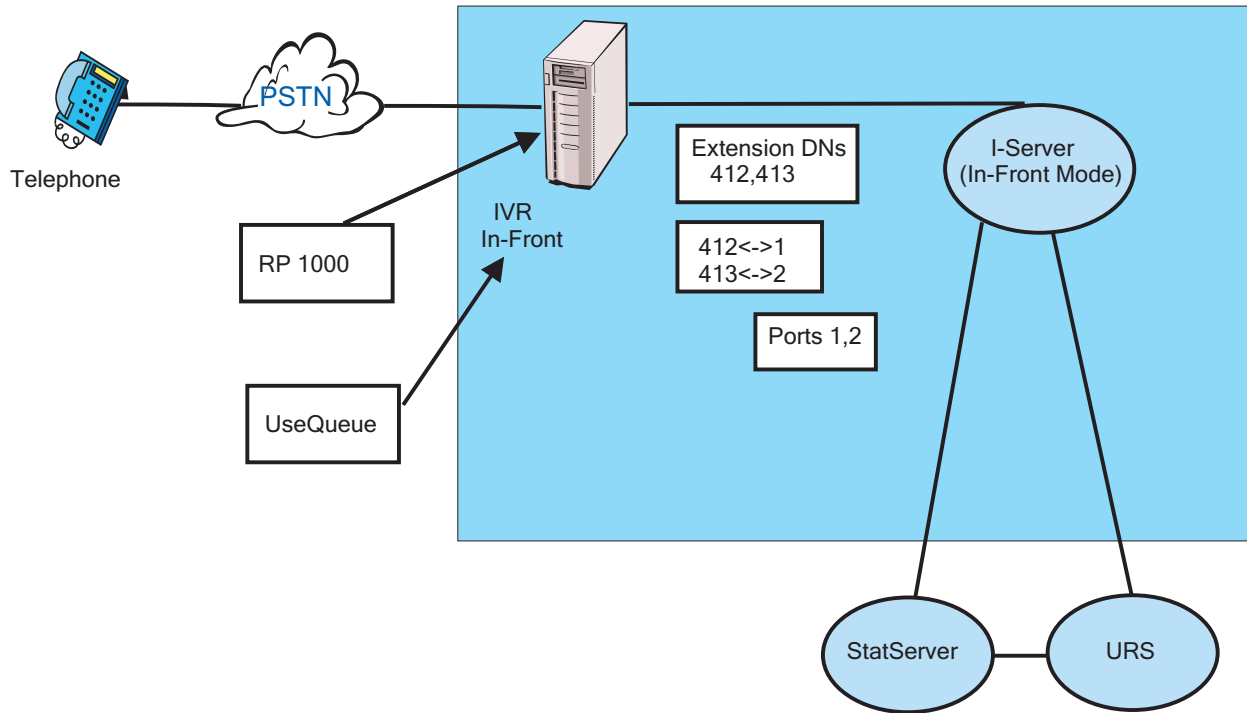 PSTN
Telephone
RP 1000
UseQueue
IVR
In-Front
Extension DNs
412,413
412<->1
413<->2
Ports 1,2
I-Server
(In-Front Mode)
StatServer
URS